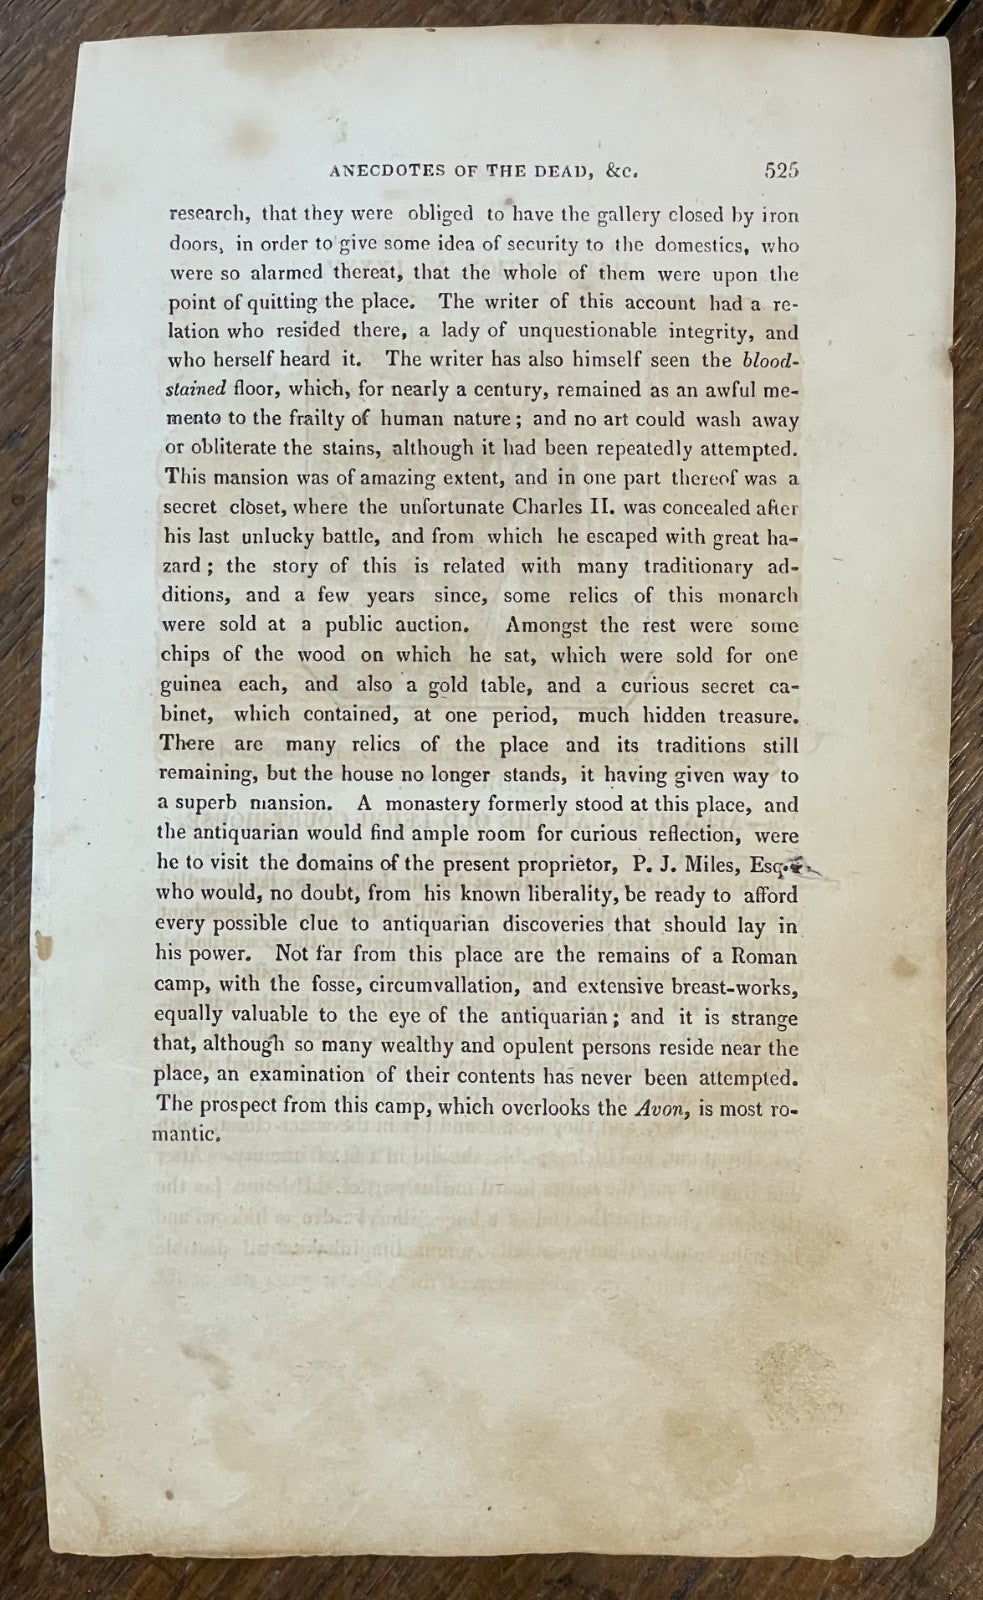 ANECDOTES OF THE DEAD, &c. 525
research, that they were obliged to have the gallery closed by iron
doors, in order to give some idea of security to the domestics, who
were so alarmed thereat, that the whole of them were upon the
point of quitting the place. The writer of this account had a re-
lation who resided there, a lady of unquestionable integrity, and
who herself heard it. The writer has also himself seen the blood-
stained floor, which, for nearly a century, remained as an awful me-
mento to the frailty of human nature; and no art could wash away
or obliterate the stains, although it had been repeatedly attempted.
This mansion was of amazing extent, and in one part thereof was a
secret closet, where the unfortunate Charles II. was concealed after
his last unlucky battle, and from which he escaped with great ha-
zard; the story of this is related with many traditionary ad-
ditions, and a few years since, some relics of this monarch
were sold at a public auction. Amongst the rest were some
chips of the wood on which he sat, which were sold for one
guinea each, and also a gold table, and a curious secret ca-
binet, which contained, at one period, much hidden treasure.
There are many relics of the place and its traditions still
remaining, but the house no longer stands, it having given way to
a superb mansion. A monastery formerly stood at this place, and
the antiquarian would find ample room for curious reflection, were
he to visit the domains of the present proprietor, P. J. Miles, Esq.
who would, no doubt, from his known liberality, be ready to afford
every possible clue to antiquarian discoveries that should lay in
his power. Not far from this place are the remains of a Roman
camp, with the fosse, circumvallation, and extensive breast-works,
equally valuable to the eye of the antiquarian; and it is strange
that, although so many wealthy and opulent persons reside near the
place, an examination of their contents has never been attempted.
The prospect from this camp, which overlooks the Avon, is most ro-
mantic.